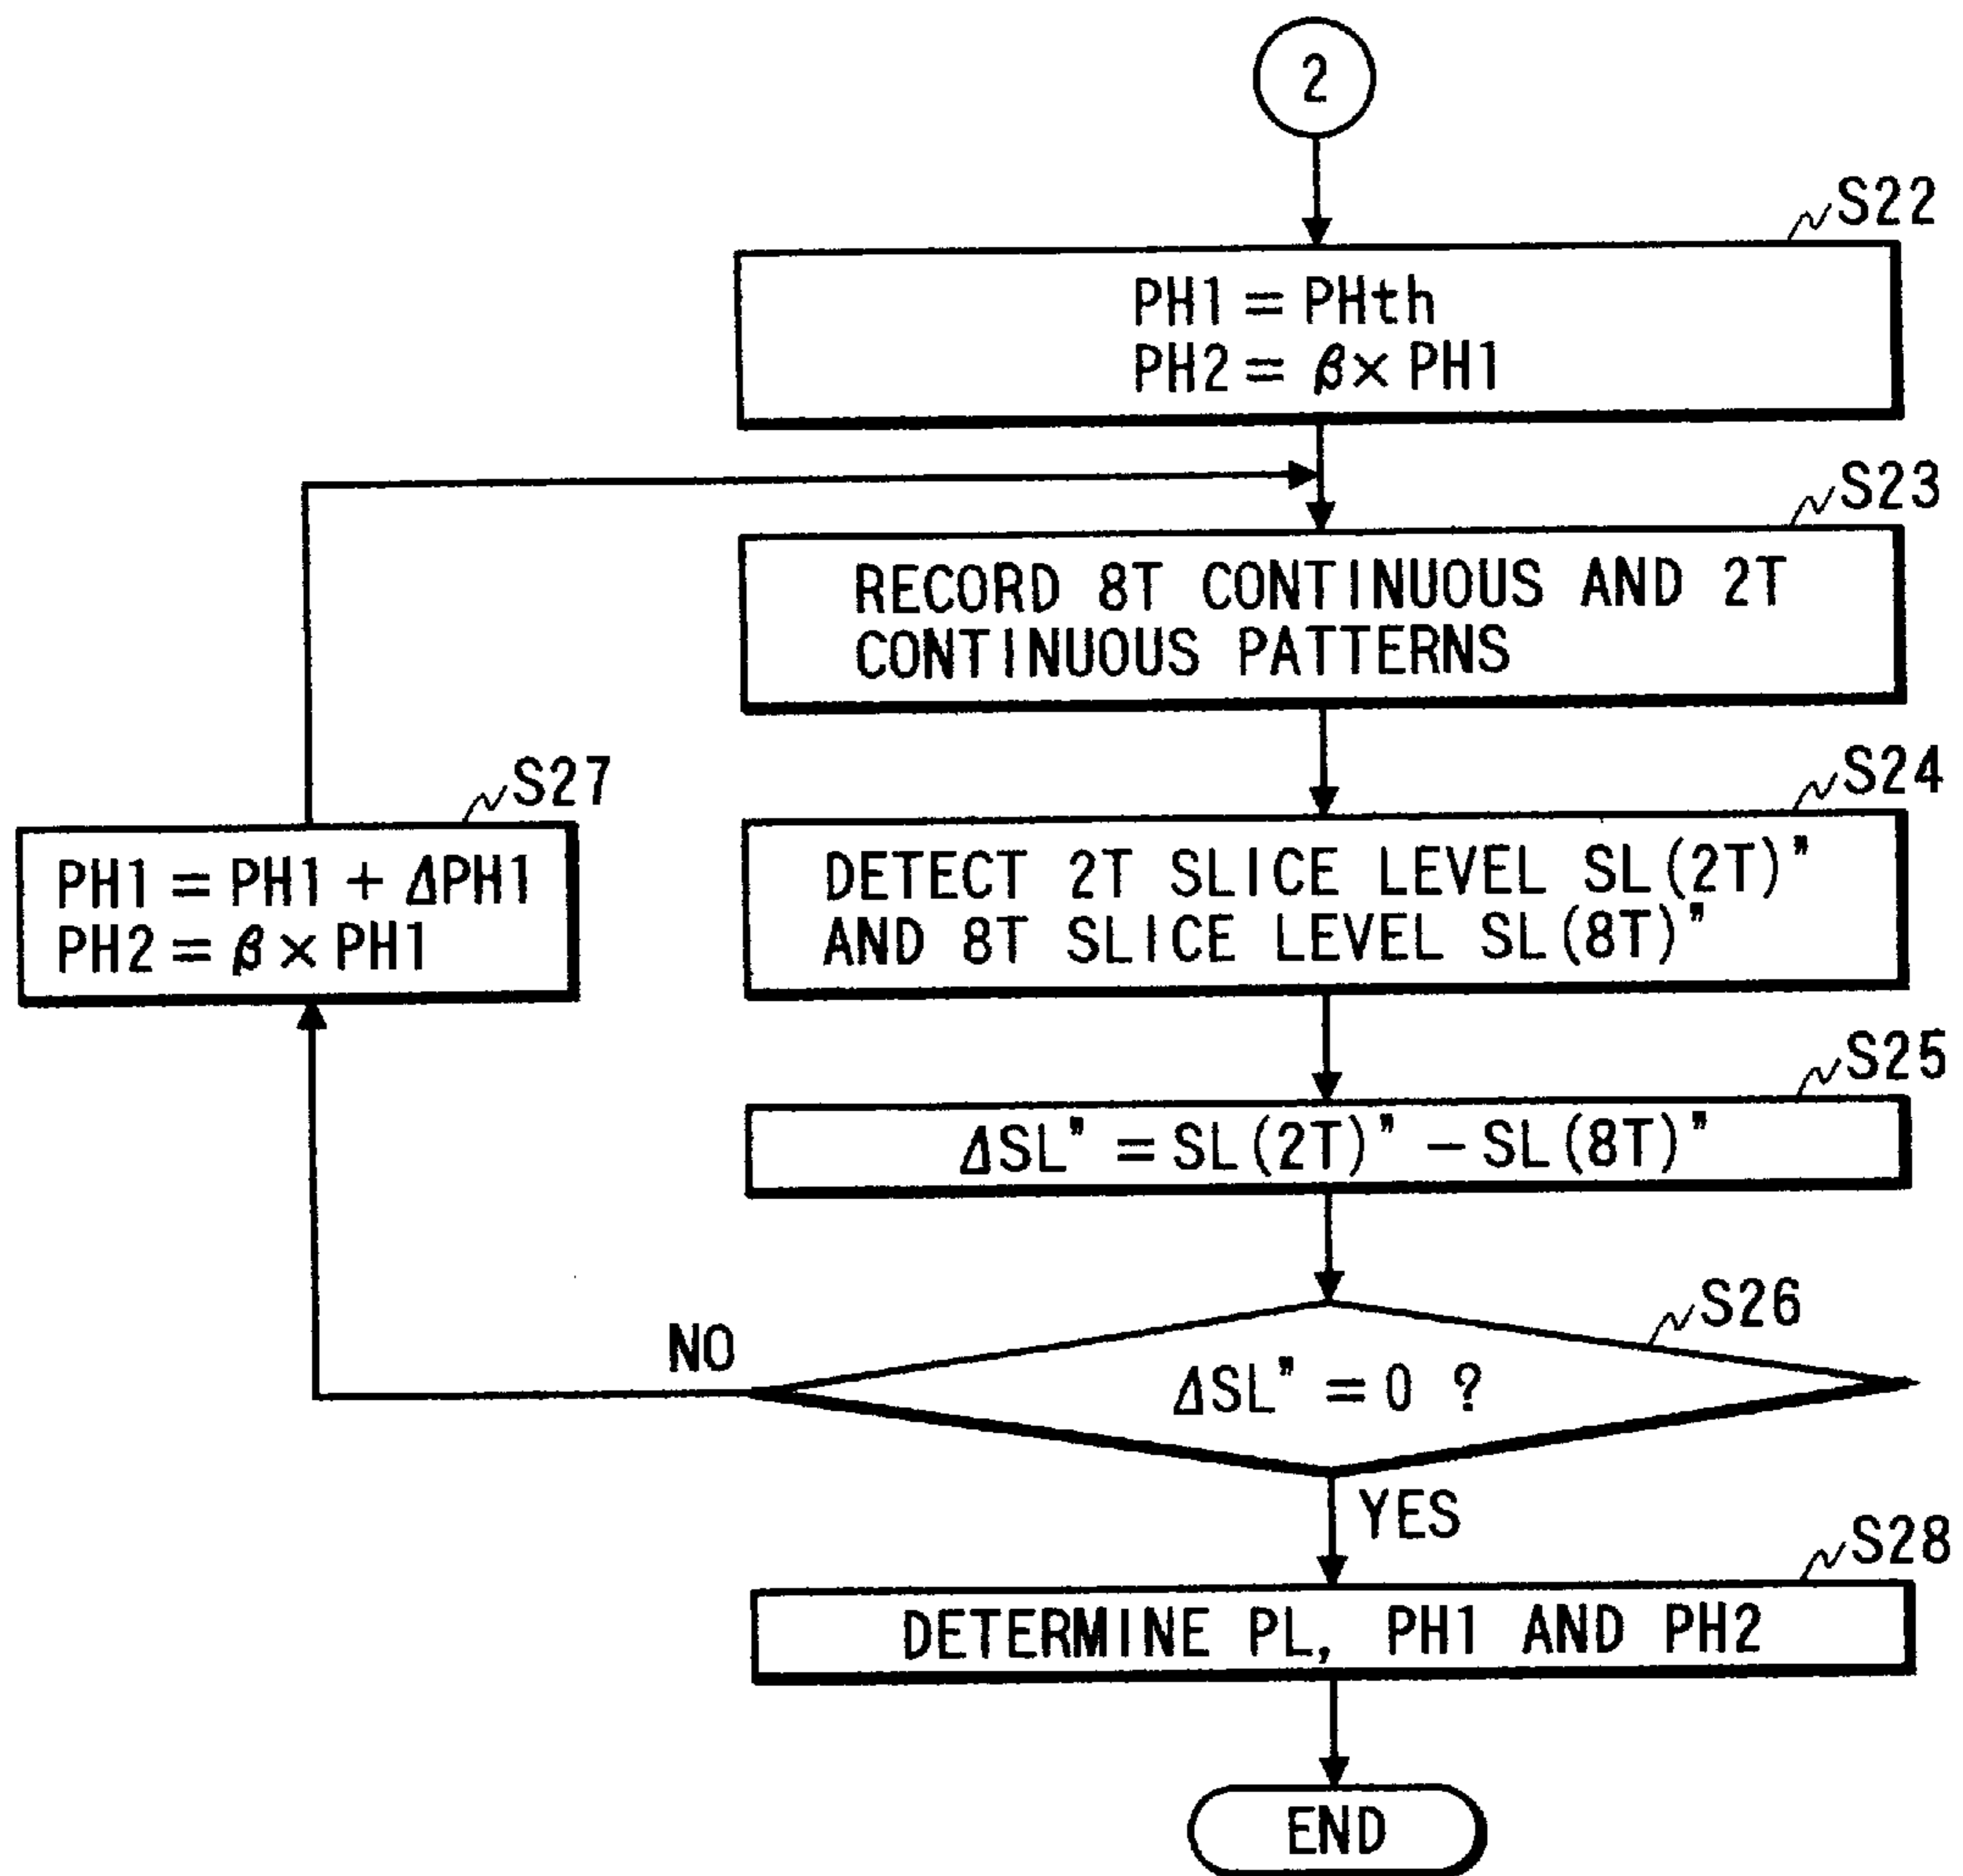 2
S22
PH1 = PHth
PH2 = β× PH1
S23
RECORD 8T CONTINUOUS AND 2T
CONTINUOUS PATTERNS
S24
DETECT 2T SLICE LEVEL SL(2T)"
AND 8T SLICE LEVEL SL(8T)"
S27
PH1 = PH1 + ΔPH1
PH2 = β × PH1
S25
ΔSL" = SL(2T)" − SL(8T)"
S26
ΔSL" = 0 ?
NO
YES
S28
DETERMINE PL, PH1 AND PH2
END